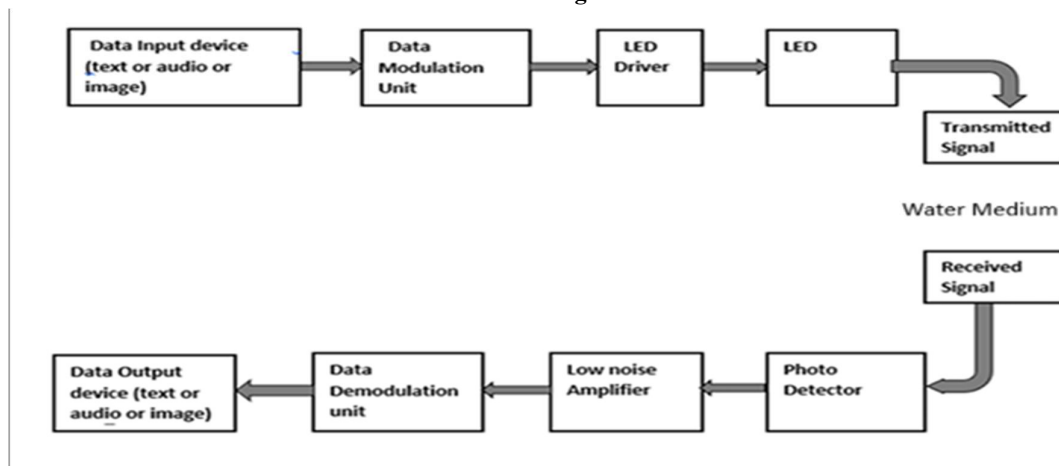 Data Input device
(text or audio or
image)
Data
Modulation
Unit
LED
Driver
LED
Transmitted
Signal
Water Medium
Received
Signal
Photo
Detector
Low noise
Amplifier
Data
Demodulation
unit
Data Output
device (text or
audio or image)